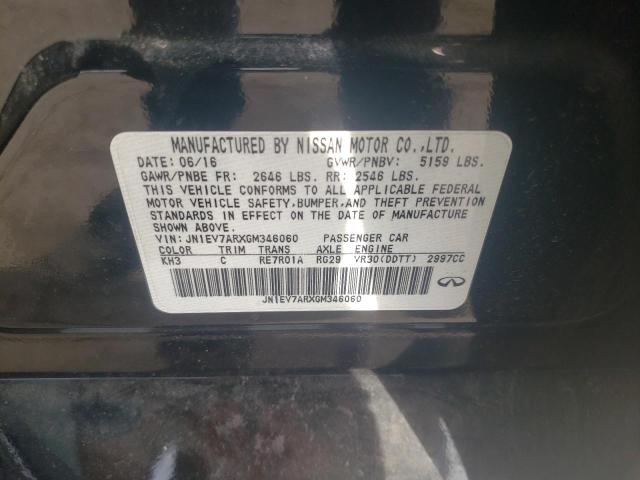 MANUFACTURED BY NISSAN MOTOR CO.,LTD.
DATE: 06/16 GVWR/PNBV: 5159 LBS.
GAWR/PNBE FR: 2646 LBS. RR: 2546 LBS.
THIS VEHICLE CONFORMS TO ALL APPLICABLE FEDERAL
MOTOR VEHICLE SAFETY,BUMPER,AND THEFT PREVENTION
STANDARDS IN EFFECT ON THE DATE OF MANUFACTURE
SHOWN ABOVE.
VIN: JN1EV7ARXGM346060 PASSENGER CAR
COLOR TRIM TRANS AXLE ENGINE
KH3 C RE7R01A RG29 VR30(DDTT) 2997CC
JN1EV7ARXGM346060